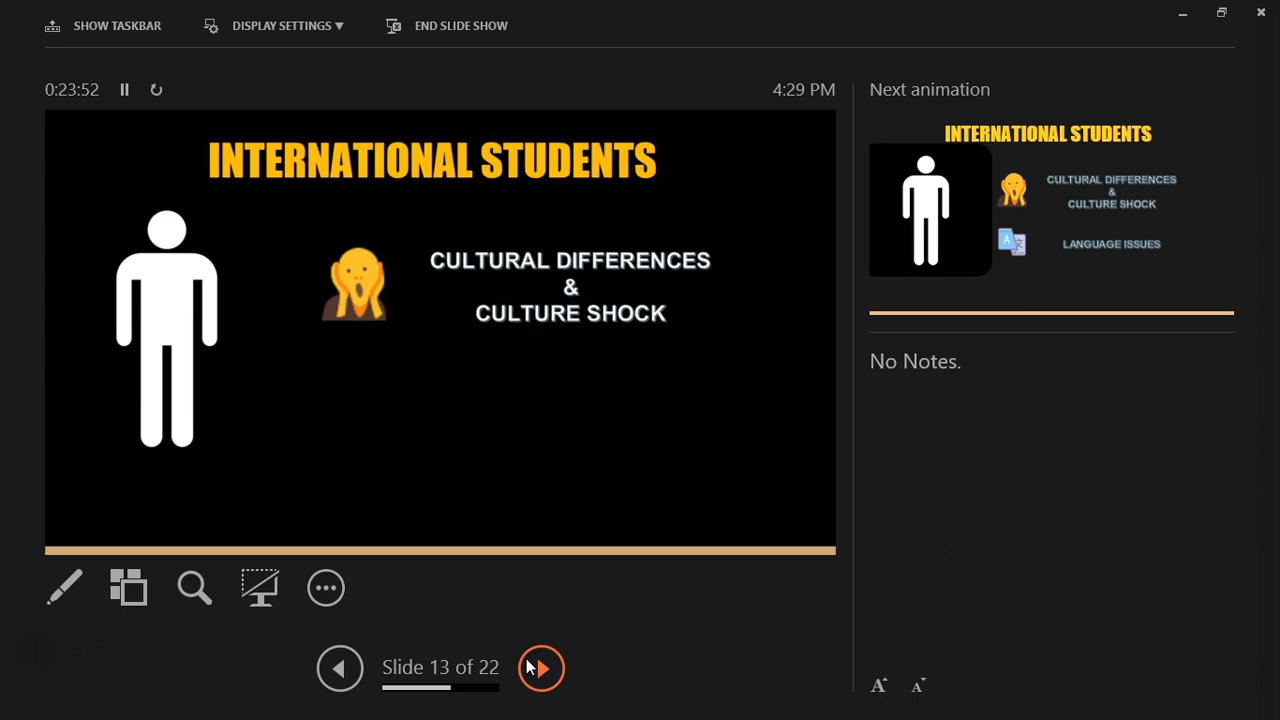 SHOW TASKBAR
DISPLAY SETTINGS ▼
END SLIDE SHOW
0:23:52
4:29 PM
INTERNATIONAL STUDENTS
CULTURAL DIFFERENCES
&
CULTURE SHOCK
Slide 13 of 22
Next animation
INTERNATIONAL STUDENTS
CULTURAL DIFFERENCES
&
CULTURE SHOCK
A
LANGUAGE ISSUES
No Notes.
A A